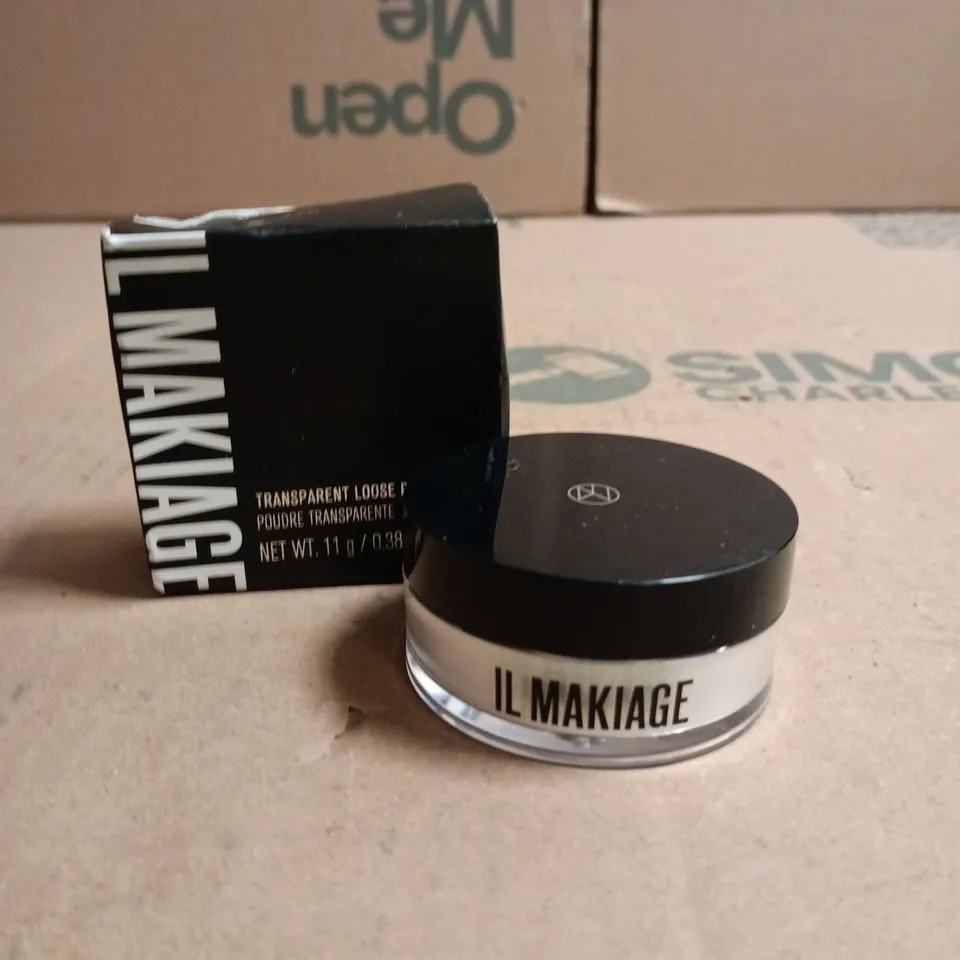 Open
Me
IL MAKIAGE
TRANSPARENT LOOSE
POUDRE TRANSPARENTE
NET WT. 11 g / 0.38
IL MAKIAGE